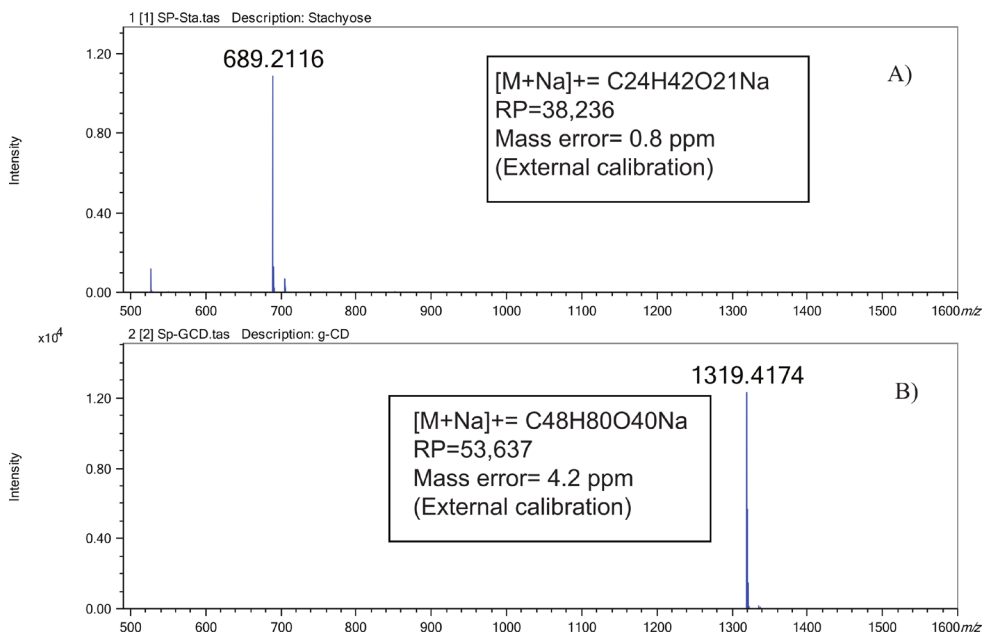 1 [1] SP-Sta.tas Description: Stachyose
689.2116
A)
[M+Na]+= C24H42O21Na
RP=38,236
Mass error= 0.8 ppm
(External calibration)
Intensity
1.20
0.80
0.40
0.00
500 600 700 800 900 1000 1100 1200 1300 1400 1500 1600 m/z
x10^4
2 [2] Sp-GCD.tas Description: g-CD
1319.4174
B)
[M+Na]+= C48H80O40Na
RP=53,637
Mass error= 4.2 ppm
(External calibration)
Intensity
1.20
0.80
0.40
0.00
500 600 700 800 900 1000 1100 1200 1300 1400 1500 1600 m/z